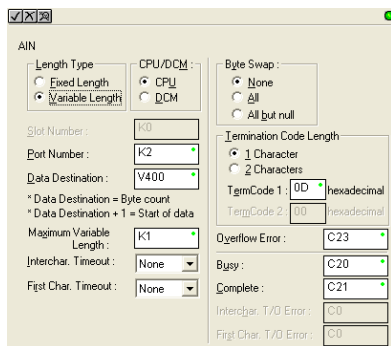 AIN
Length Type
Fixed Length
Variable Length
CPU/DCM :
CPU
DCM
Slot Number : K0
Port Number : K2
Data Destination : V400
* Data Destination = Byte count
* Data Destination + 1 = Start of data
Maximum Variable
Length : K1
Interchar. Timeout : None
First Char. Timeout : None
Byte Swap :
None
All
All but null
Termination Code Length
1 Character
2 Characters
TermCode 1 : 0D hexadecimal
TermCode 2 : 00 hexadecimal
Overflow Error : C23
Busy : C20
Complete : C21
Interchar. T/O Error : C0
First Char. T/O Error : C0